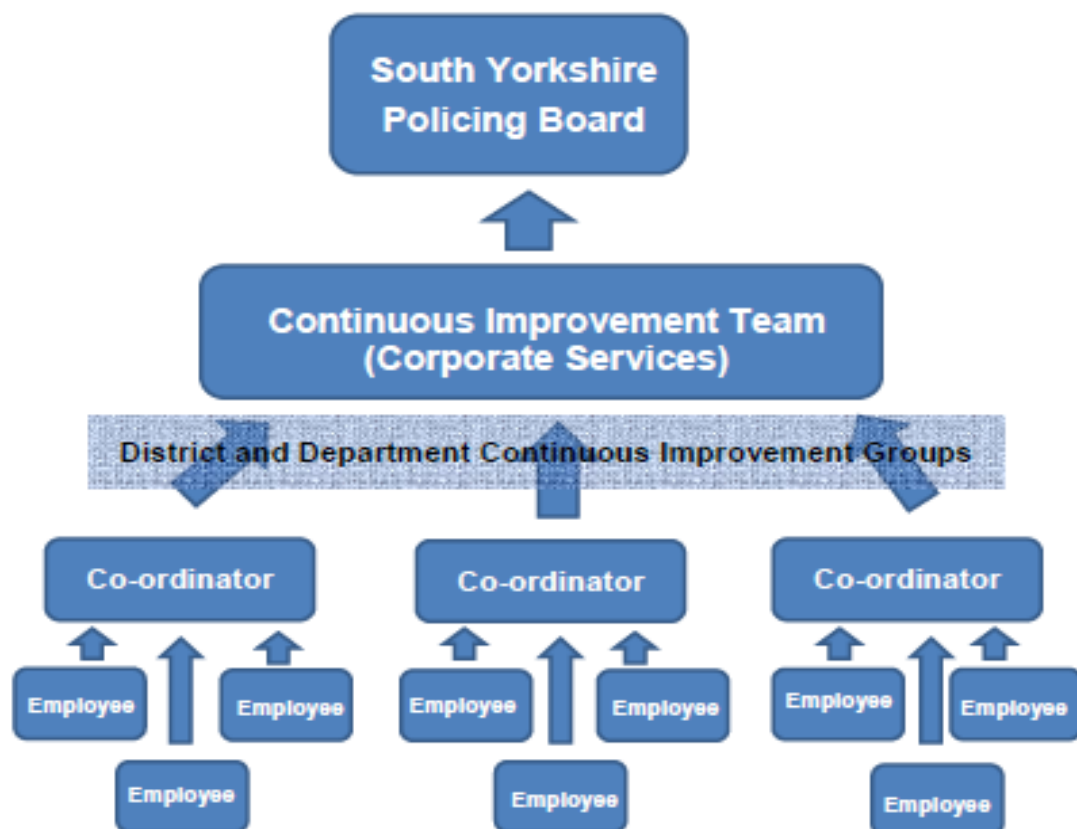 South Yorkshire
Policing Board
Continuous Improvement Team
(Corporate Services)
District and Department Continuous Improvement Groups
Co-ordinator
Co-ordinator
Co-ordinator
Employee
Employee
Employee
Employee
Employee
Employee
Employee
Employee
Employee